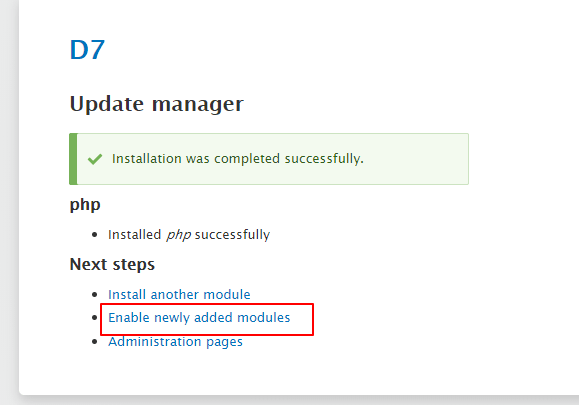 D7
Update manager
Installation was completed successfully.
php
Installed php successfully
Next steps
Install another module
Enable newly added modules
Administration pages